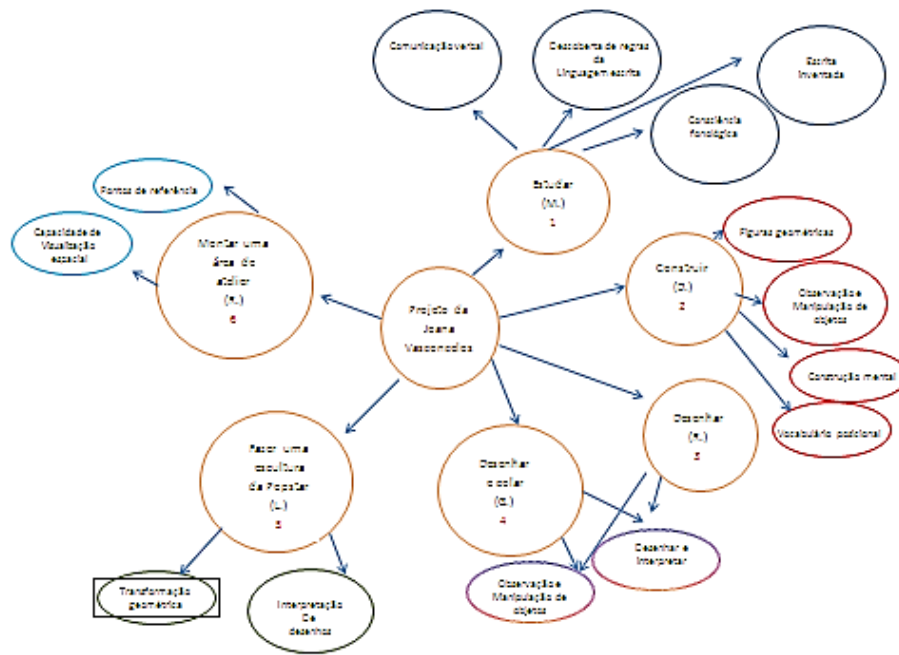 Comunicação verbal
Descoberta de regras
da
Linguagem escrita
Escrita
inventada
Consciência
fonológica
Estudar
(M.)
1
Pontos de referência
Capacidade de
Visualização
espacial
Montar uma
área do
atelier
(R.)
6
Projeto da
Joana
Vasconcelos
Construir
(D.)
2
Figuras geométricas
Observação e
Manipulação de
objetos
Construção mental
Vocabulário posicional
Desenhar
(R.)
3
Desenhar
e colar
(G.)
4
Fazer uma
escultura
da Popstar
(L.)
5
Desenhar e
interpretar
Observação e
Manipulação de
objetos
Transformação
geométrica
Interpretação
De
desenhos